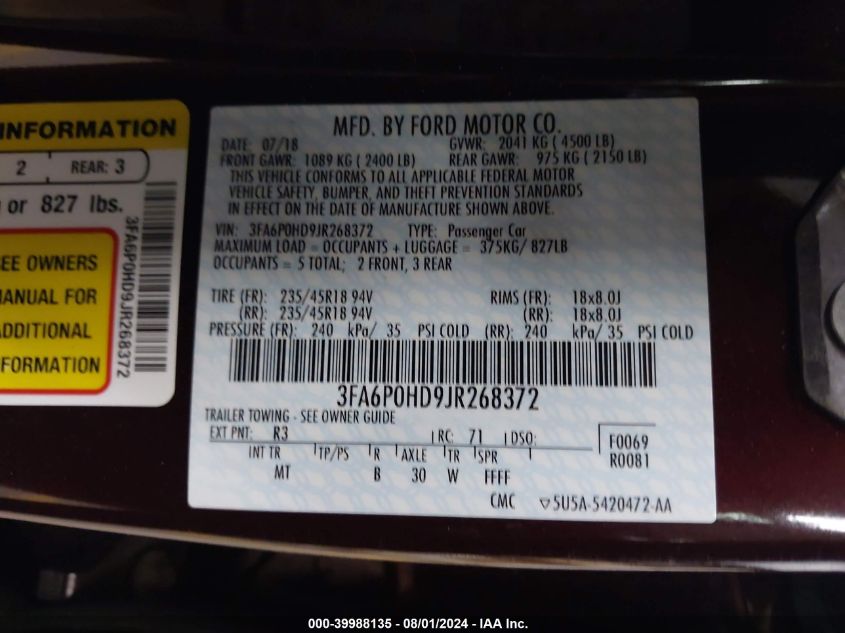 INFORMATION
2 REAR: 3
or 827 lbs.
SEE OWNERS
MANUAL FOR
ADDITIONAL
INFORMATION
3FA6P0HD9JR268372
MFD. BY FORD MOTOR CO.
DATE: 07/18 GVWR: 2041 KG ( 4500 LB)
FRONT GAWR: 1089 KG ( 2400 LB) REAR GAWR: 975 KG ( 2150 LB)
THIS VEHICLE CONFORMS TO ALL APPLICABLE FEDERAL MOTOR
VEHICLE SAFETY, BUMPER, AND THEFT PREVENTION STANDARDS
IN EFFECT ON THE DATE OF MANUFACTURE SHOWN ABOVE.
VIN: 3FA6P0HD9JR268372 TYPE: Passenger Car
MAXIMUM LOAD = OCCUPANTS + LUGGAGE = 375KG/ 827LB
OCCUPANTS = 5 TOTAL; 2 FRONT, 3 REAR
TIRE (FR): 235/45R18 94V RIMS (FR): 18x8.0J
(RR): 235/45R18 94V (RR): 18x8.0J
PRESSURE (FR): 240 kPa/ 35 PSI COLD (RR): 240 kPa/ 35 PSI COLD
3FA6P0HD9JR268372
TRAILER TOWING - SEE OWNER GUIDE
EXT PNT: R3 RC: 71 DSO: F0069
INT TR TP/PS R AXLE TR SPR R0081
MT B 30 W FFFF
CMC ▽5U5A-5420472-AA
000-39988135 - 08/01/2024 - IAA Inc.